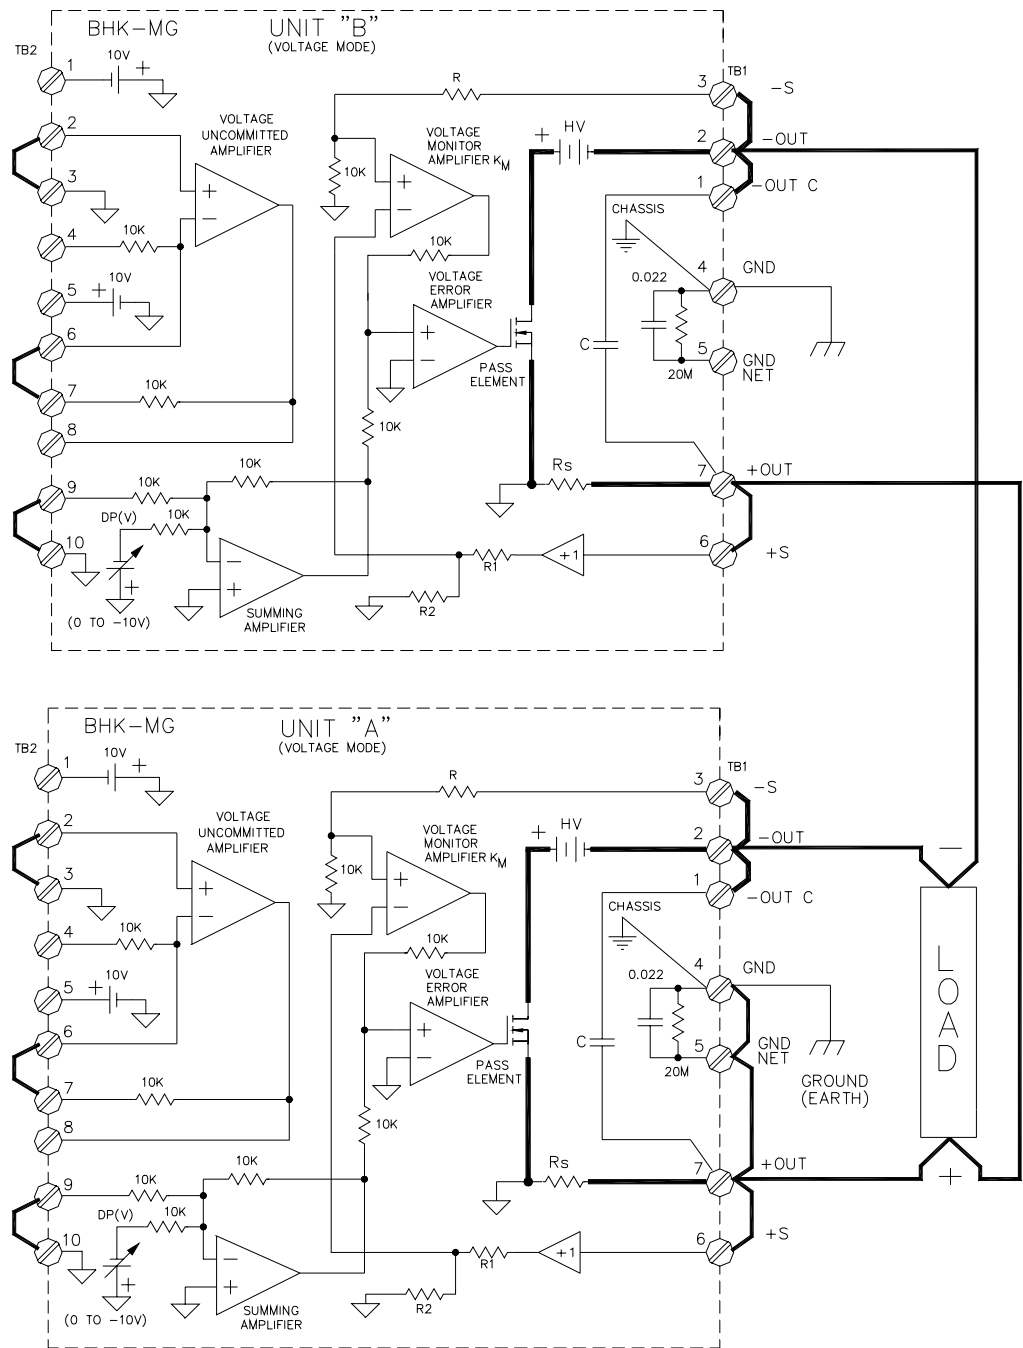 BHK-MG
UNIT "B"
(VOLTAGE MODE)
TB2
10V
+
1
2
VOLTAGE
UNCOMMITTED
AMPLIFIER
+
-
3
4
10K
5
+
10V
6
7
10K
8
9
10K
10K
DP(V)
10K
10
+
(0 TO -10V)
-
+
SUMMING
AMPLIFIER
R
10K
VOLTAGE
MONITOR
AMPLIFIER KM
+
-
10K
VOLTAGE
ERROR
AMPLIFIER
+
-
PASS
ELEMENT
10K
+
HV
Rs
R1
R2
+1
C
CHASSIS
0.022
20M
TB1
3
-S
2
-OUT
1
-OUT C
4
GND
5
GND
NET
7
+OUT
6
+S
BHK-MG
UNIT "A"
(VOLTAGE MODE)
TB2
10V
+
1
2
VOLTAGE
UNCOMMITTED
AMPLIFIER
+
-
3
4
10K
5
+
10V
6
7
10K
8
9
10K
10K
DP(V)
10K
10
+
(0 TO -10V)
-
+
SUMMING
AMPLIFIER
R
10K
VOLTAGE
MONITOR
AMPLIFIER KM
+
-
10K
VOLTAGE
ERROR
AMPLIFIER
+
-
PASS
ELEMENT
10K
+
HV
Rs
R1
R2
+1
C
CHASSIS
0.022
20M
TB1
3
-S
2
-OUT
1
-OUT C
4
GND
5
GND
NET
GROUND
(EARTH)
7
+OUT
6
+S
-
LOAD
+